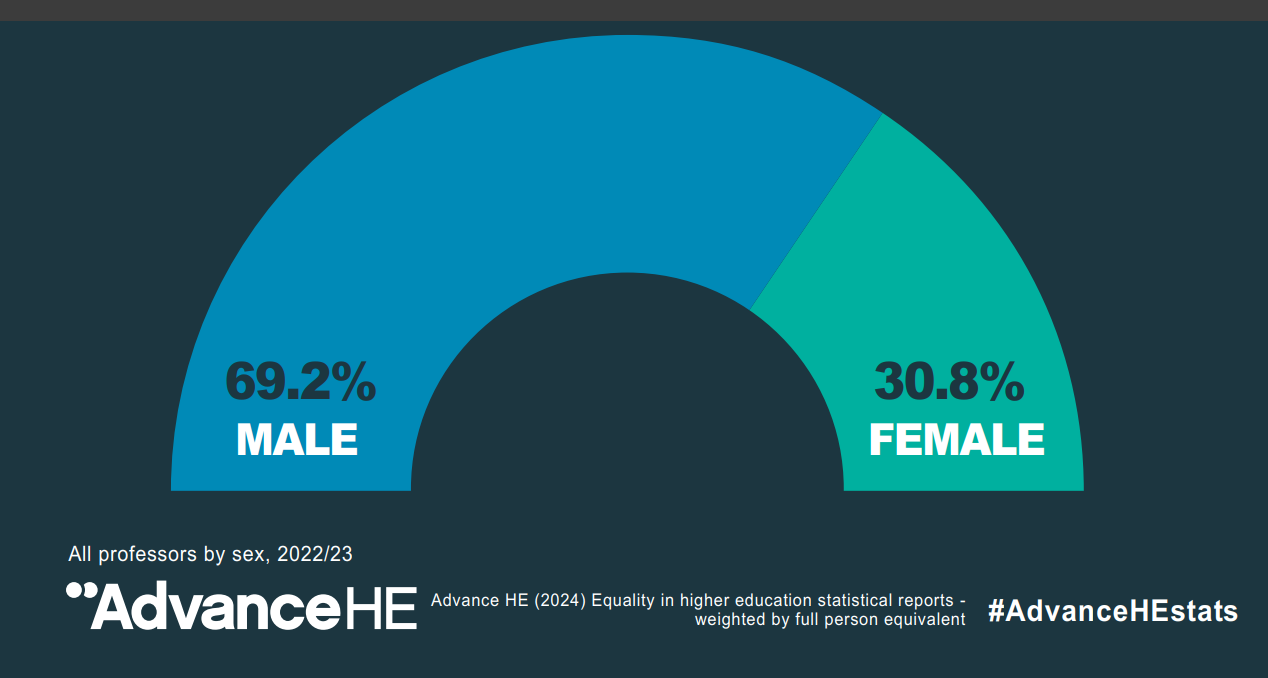 69.2%
MALE
30.8%
FEMALE
All professors by sex, 2022/23
AdvanceHE
Advance HE (2024) Equality in higher education statistical reports -
weighted by full person equivalent
#AdvanceHEstats